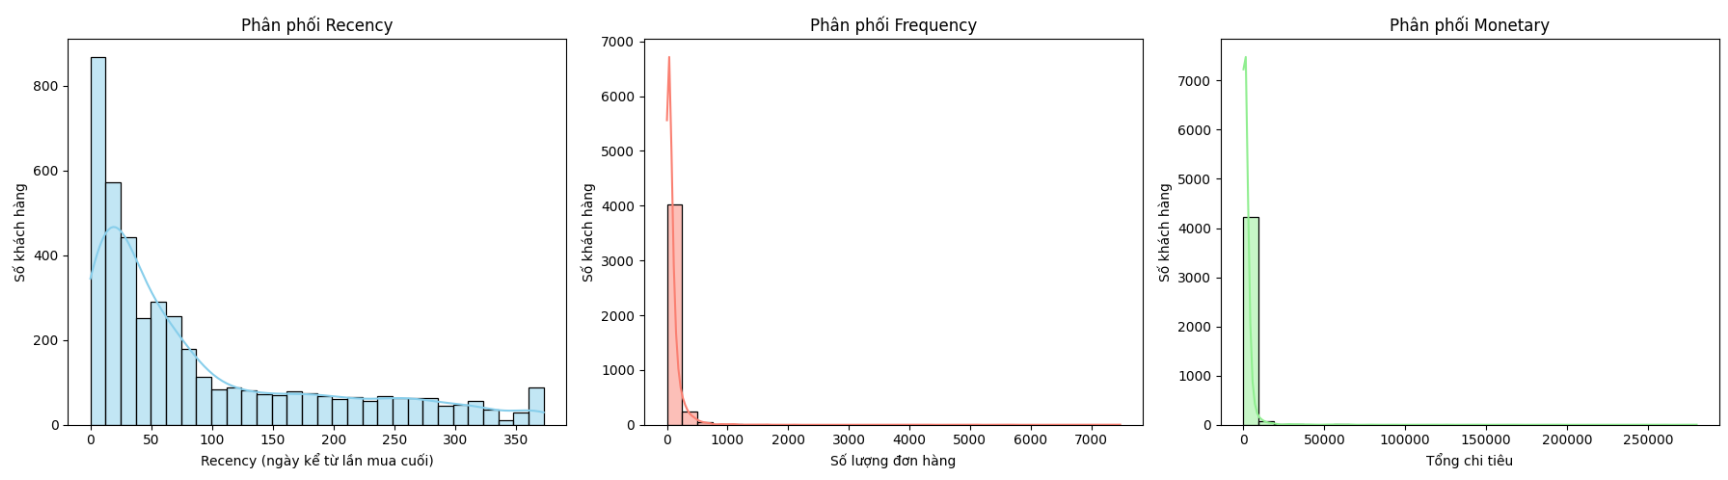 Phân phối Recency
Số khách hàng
800
600
400
200
0
0 50 100 150 200 250 300 350
Recency (ngày kể từ lần mua cuối)
Phân phối Frequency
Số khách hàng
7000
6000
5000
4000
3000
2000
1000
0
0 1000 2000 3000 4000 5000 6000 7000
Số lượng đơn hàng
Phân phối Monetary
Số khách hàng
7000
6000
5000
4000
3000
2000
1000
0
0 50000 100000 150000 200000 250000
Tổng chi tiêu